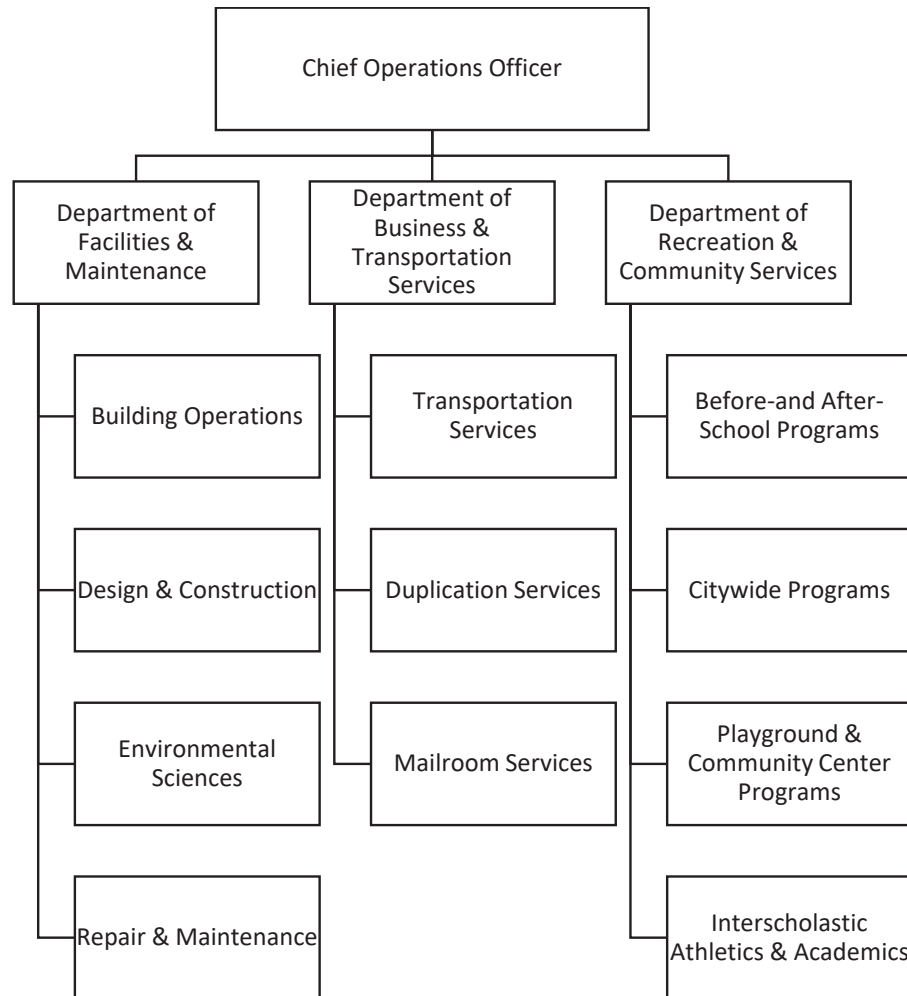 Chief Operations Officer
Department of
Facilities &
Maintenance
Department of
Business &
Transportation
Services
Department of
Recreation &
Community Services
Building Operations
Transportation
Services
Before-and After-
School Programs
Design & Construction
Duplication Services
Citywide Programs
Environmental
Sciences
Mailroom Services
Playground &
Community Center
Programs
Repair & Maintenance
Interscholastic
Athletics & Academics